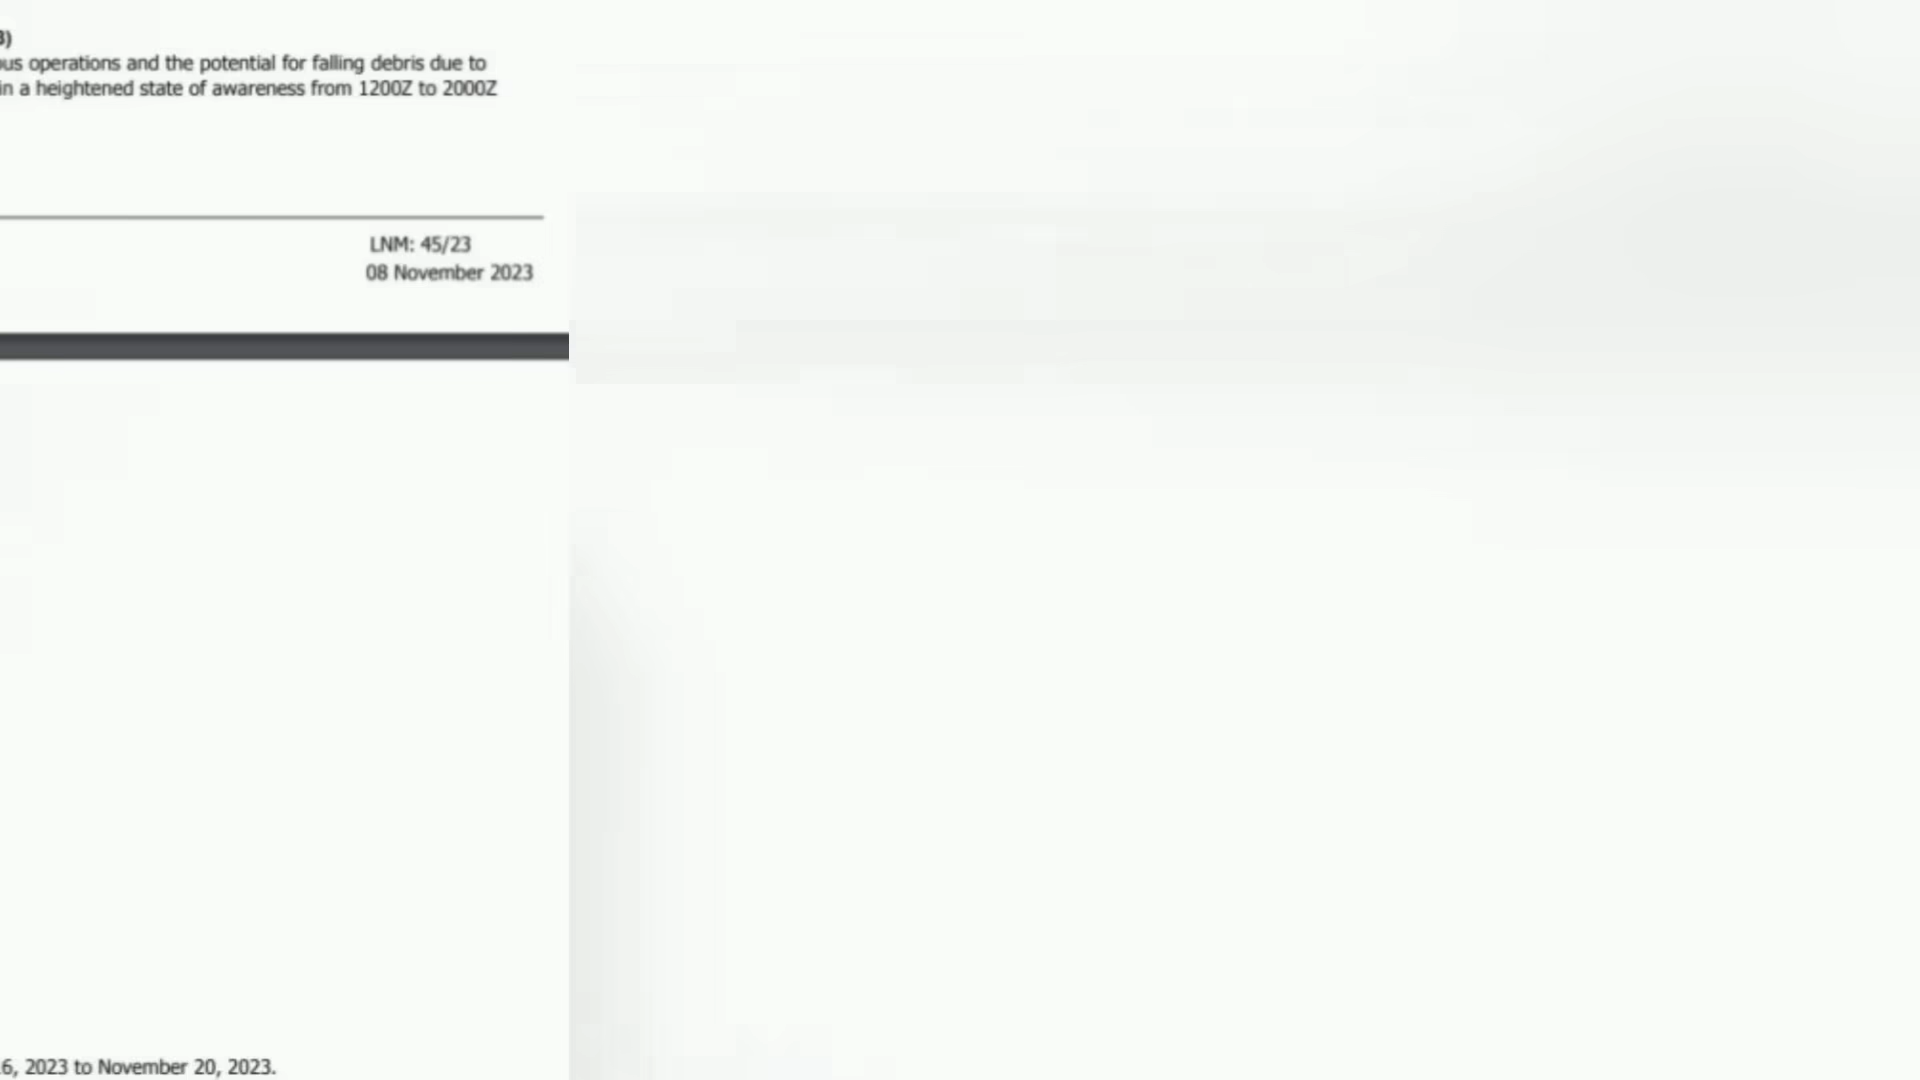 operations and the potential for falling debris due to
in a heightened state of awareness from 1200Z to 2000Z
LNM: 45/23
08 November 2023
6, 2023 to November 20, 2023.